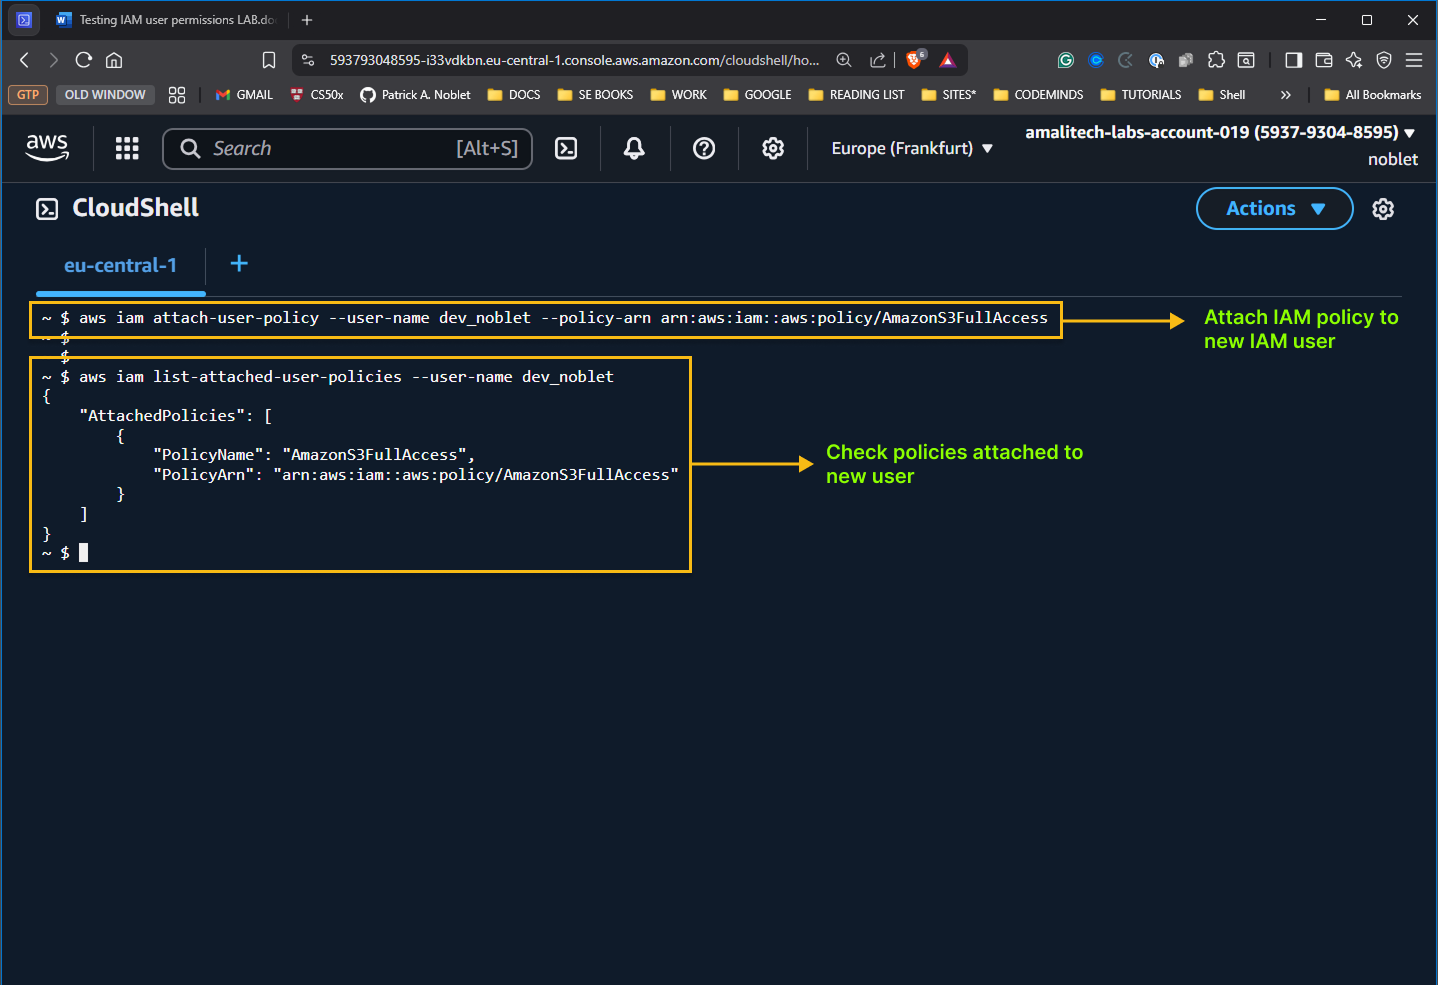 Testing IAM user permissions LAB.do
593793048595-i33vdkbn.eu-central-1.console.aws.amazon.com/cloudshell/ho...
6
GTP
OLD WINDOW
GMAIL
CS50x
Patrick A. Noblet
DOCS
SE BOOKS
WORK
GOOGLE
READING LIST
SITES*
CODEMINDS
TUTORIALS
Shell
All Bookmarks
aws
Search
[Alt+S]
Europe (Frankfurt)
amalitech-labs-account-019 (5937-9304-8595)
noblet
CloudShell
Actions
eu-central-1
~ $ aws iam attach-user-policy --user-name dev_noblet --policy-arn arn:aws:iam::aws:policy/AmazonS3FullAccess
~ $
$
~ $ aws iam list-attached-user-policies --user-name dev_noblet
{
    "AttachedPolicies": [
        {
            "PolicyName": "AmazonS3FullAccess",
            "PolicyArn": "arn:aws:iam::aws:policy/AmazonS3FullAccess"
        }
    ]
}
~ $
Attach IAM policy to
new IAM user
Check policies attached to
new user